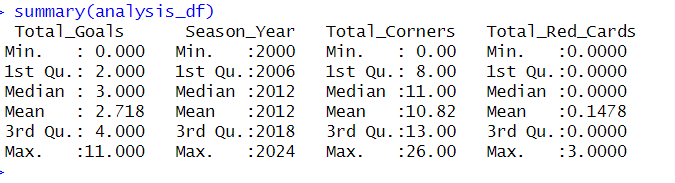 > summary(analysis_df)
  Total_Goals      Season_Year   Total_Corners   Total_Red_Cards
 Min.   : 0.000   Min.   :2000   Min.   : 0.00   Min.   :0.0000
 1st Qu.: 2.000   1st Qu.:2006   1st Qu.: 8.00   1st Qu.:0.0000
 Median : 3.000   Median :2012   Median :11.00   Median :0.0000
 Mean   : 2.718   Mean   :2012   Mean   :10.82   Mean   :0.1478
 3rd Qu.: 4.000   3rd Qu.:2018   3rd Qu.:13.00   3rd Qu.:0.0000
 Max.   :11.000   Max.   :2024   Max.   :26.00   Max.   :3.0000
>